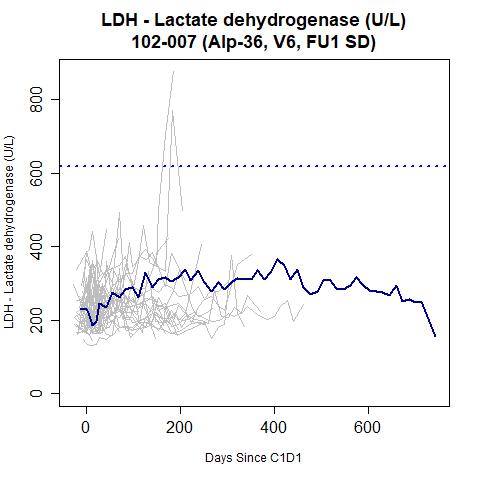 LDH - Lactate dehydrogenase (U/L)
102-007 (Alp-36, V6, FU1 SD)
LDH - Lactate dehydrogenase (U/L)
800
600
400
200
0
0 200 400 600
Days Since C1D1